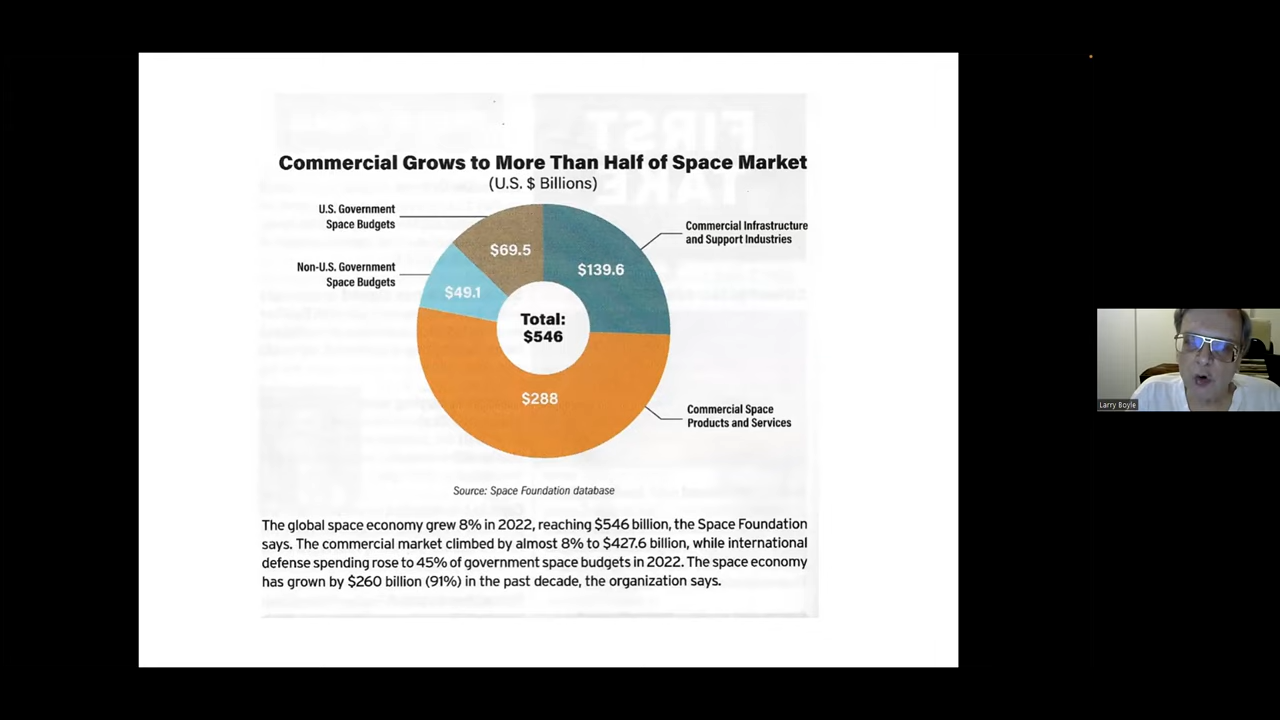 FIRST
TAKE
Commercial Grows to More Than Half of Space Market
(U.S. $ Billions)
U.S. Government
Space Budgets
$69.5
Commercial Infrastructure
and Support Industries
$139.6
Non-U.S. Government
Space Budgets
$49.1
Total:
$546
$288
Commercial Space
Products and Services
Source: Space Foundation database
The global space economy grew 8% in 2022, reaching $546 billion, the Space Foundation
says. The commercial market climbed by almost 8% to $427.6 billion, while international
defense spending rose to 45% of government space budgets in 2022. The space economy
has grown by $260 billion (91%) in the past decade, the organization says.
Larry Boyle